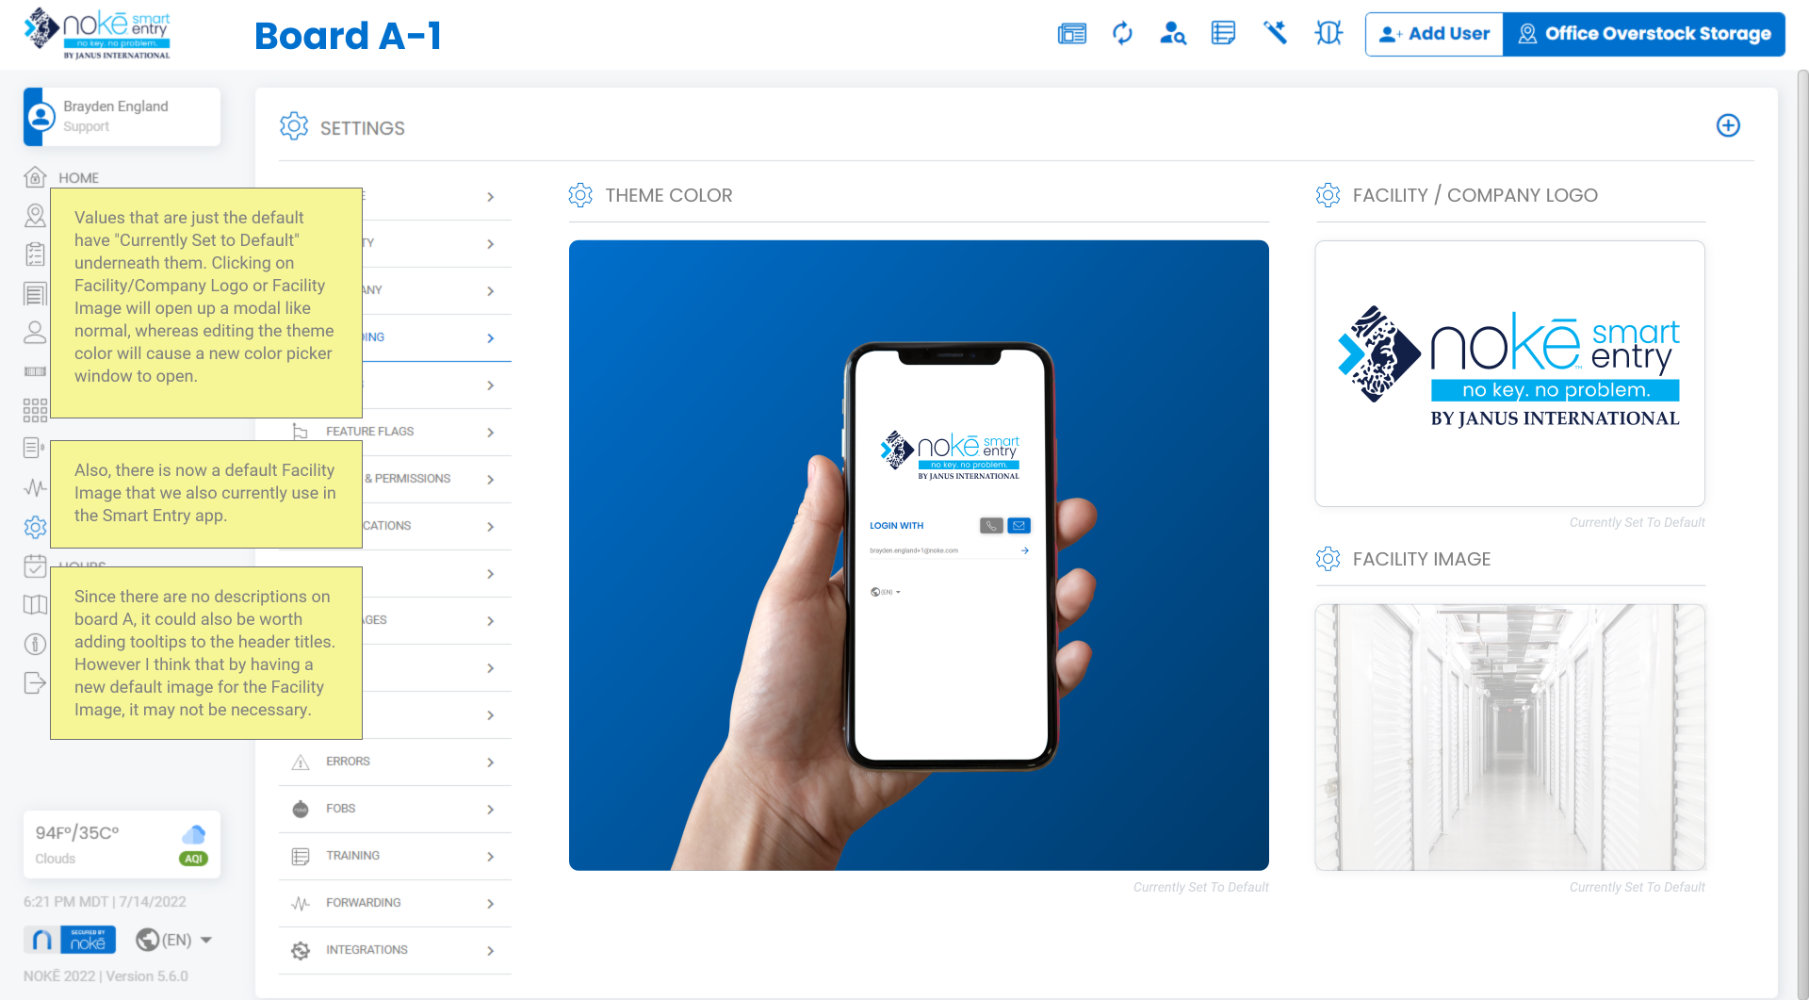 nokē smart entry
no key. no problem.
BY JANUS INTERNATIONAL
Board A-1
Add User
Office Overstock Storage
Brayden England
Support
SETTINGS
HOME
Values that are just the default
have "Currently Set to Default"
underneath them. Clicking on
Facility/Company Logo or Facility
Image will open up a modal like
normal, whereas editing the theme
color will cause a new color picker
window to open.
Also, there is now a default Facility
Image that we also currently use in
the Smart Entry app.
HOURS
Since there are no descriptions on
board A, it could also be worth
adding tooltips to the header titles.
However I think that by having a
new default image for the Facility
Image, it may not be necessary.
E
TY
ANY
DING
FEATURE FLAGS
& PERMISSIONS
CATIONS
GES
ERRORS
FOBS
TRAINING
FORWARDING
INTEGRATIONS
THEME COLOR
nokē smart entry
no key. no problem.
BY JANUS INTERNATIONAL
LOGIN WITH
brayden.england+1@noke.com
(EN)
Currently Set To Default
FACILITY / COMPANY LOGO
nokē smart entry
no key. no problem.
BY JANUS INTERNATIONAL
Currently Set To Default
FACILITY IMAGE
Currently Set To Default
94F°/35C°
Clouds
AQI
6:21 PM MDT | 7/14/2022
SECURED BY
nokē
(EN)
NOKĒ 2022 | Version 5.6.0